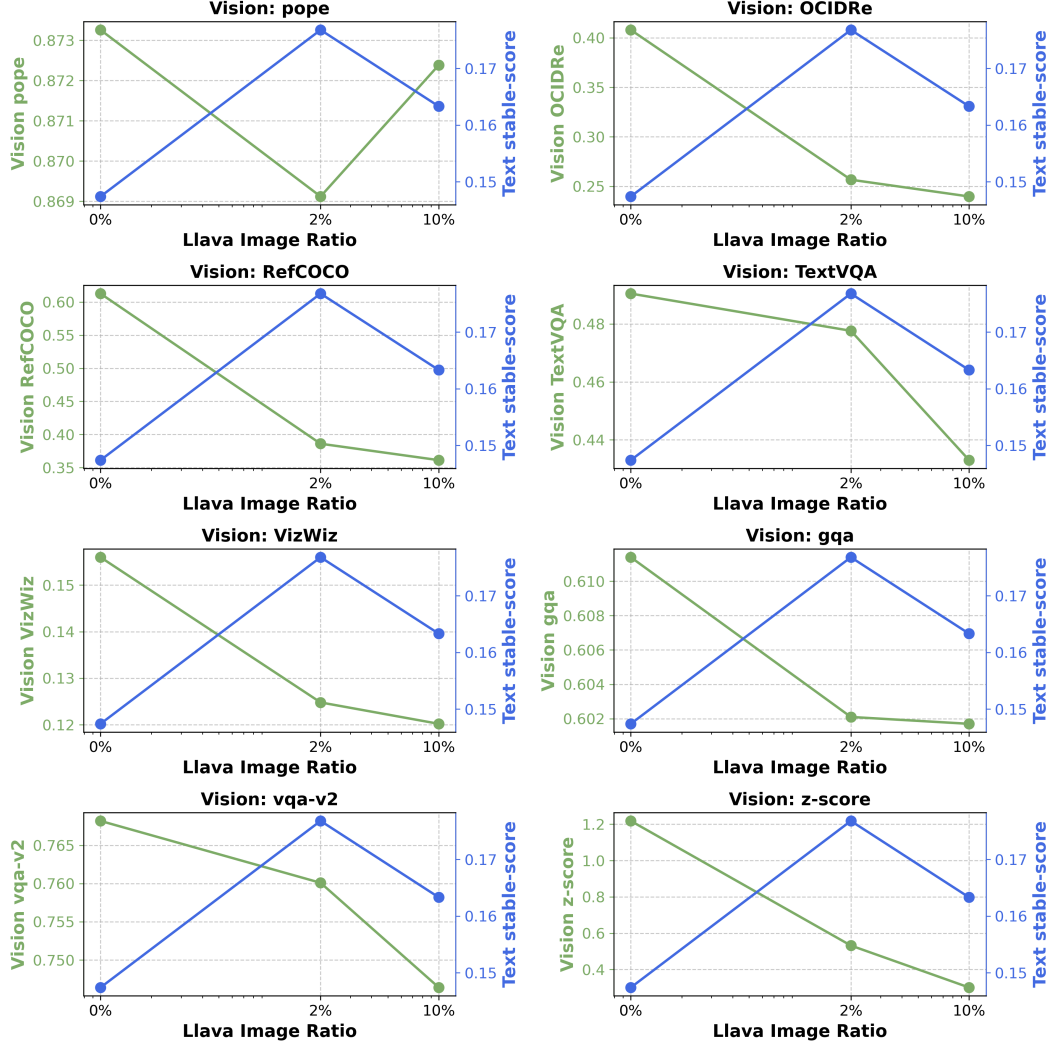 Vision: pope
Vision pope
0.873
0.872
0.871
0.870
0.869
0.17
0.16
0.15
Text stable-score
0% 2% 10%
Llava Image Ratio
Vision: OCIDRe
Vision OCIDRe
0.40
0.35
0.30
0.25
0.17
0.16
0.15
Text stable-score
0% 2% 10%
Llava Image Ratio
Vision: RefCOCO
Vision RefCOCO
0.60
0.55
0.50
0.45
0.40
0.35
0.17
0.16
0.15
Text stable-score
0% 2% 10%
Llava Image Ratio
Vision: TextVQA
Vision TextVQA
0.48
0.46
0.44
0.17
0.16
0.15
Text stable-score
0% 2% 10%
Llava Image Ratio
Vision: VizWiz
Vision VizWiz
0.15
0.14
0.13
0.12
0.17
0.16
0.15
Text stable-score
0% 2% 10%
Llava Image Ratio
Vision: gqa
Vision gqa
0.610
0.608
0.606
0.604
0.602
0.17
0.16
0.15
Text stable-score
0% 2% 10%
Llava Image Ratio
Vision: vqa-v2
Vision vqa-v2
0.765
0.760
0.755
0.750
0.17
0.16
0.15
Text stable-score
0% 2% 10%
Llava Image Ratio
Vision: z-score
Vision z-score
1.2
1.0
0.8
0.6
0.4
0.17
0.16
0.15
Text stable-score
0% 2% 10%
Llava Image Ratio